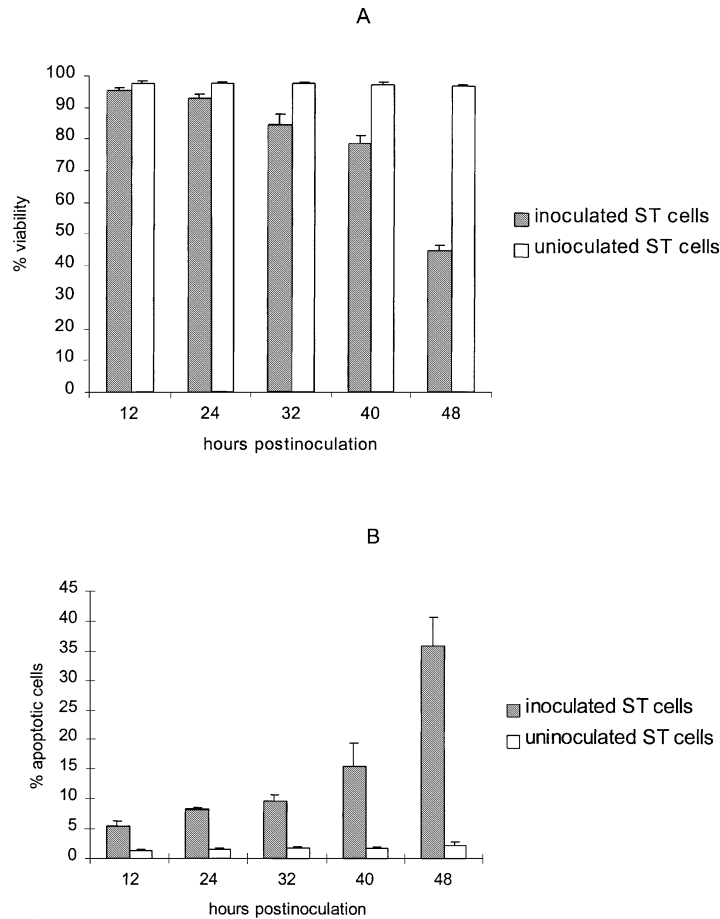 A
100
90
80
70
60
50
40
30
20
10
0
% viability
12 24 32 40 48
hours postinoculation
inoculated ST cells
unioculated ST cells
B
45
40
35
30
25
20
15
10
5
0
% apoptotic cells
12 24 32 40 48
hours postinoculation
inoculated ST cells
uninoculated ST cells